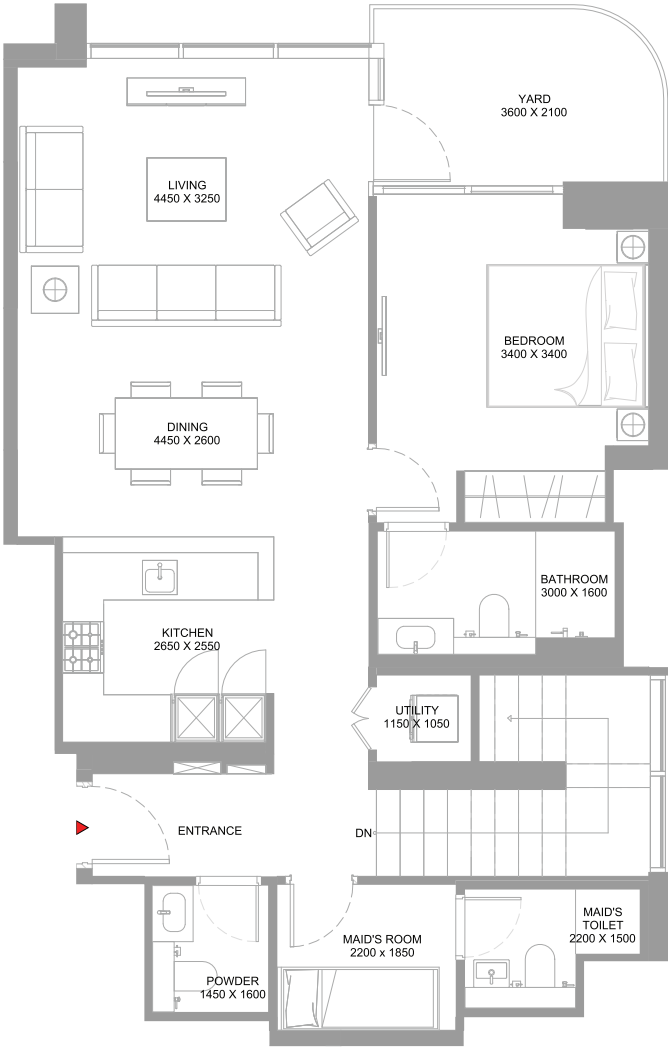 YARD
3600 X 2100
LIVING
4450 X 3250
BEDROOM
3400 X 3400
DINING
4450 X 2600
BATHROOM
3000 X 1600
KITCHEN
2650 X 2550
UTILITY
1150 X 1050
ENTRANCE
DN
MAID'S
TOILET
2200 X 1500
MAID'S ROOM
2200 x 1850
POWDER
1450 X 1600